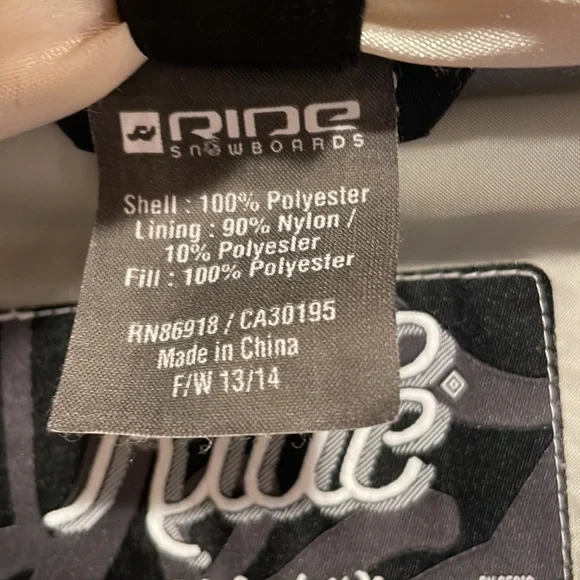 RIDE
SNOWBOARDS
Shell : 100% Polyester
Lining : 90% Nylon /
10% Polyester
Fill : 100% Polyester
RN86918 / CA30195
Made in China
F/W 13/14
Ride